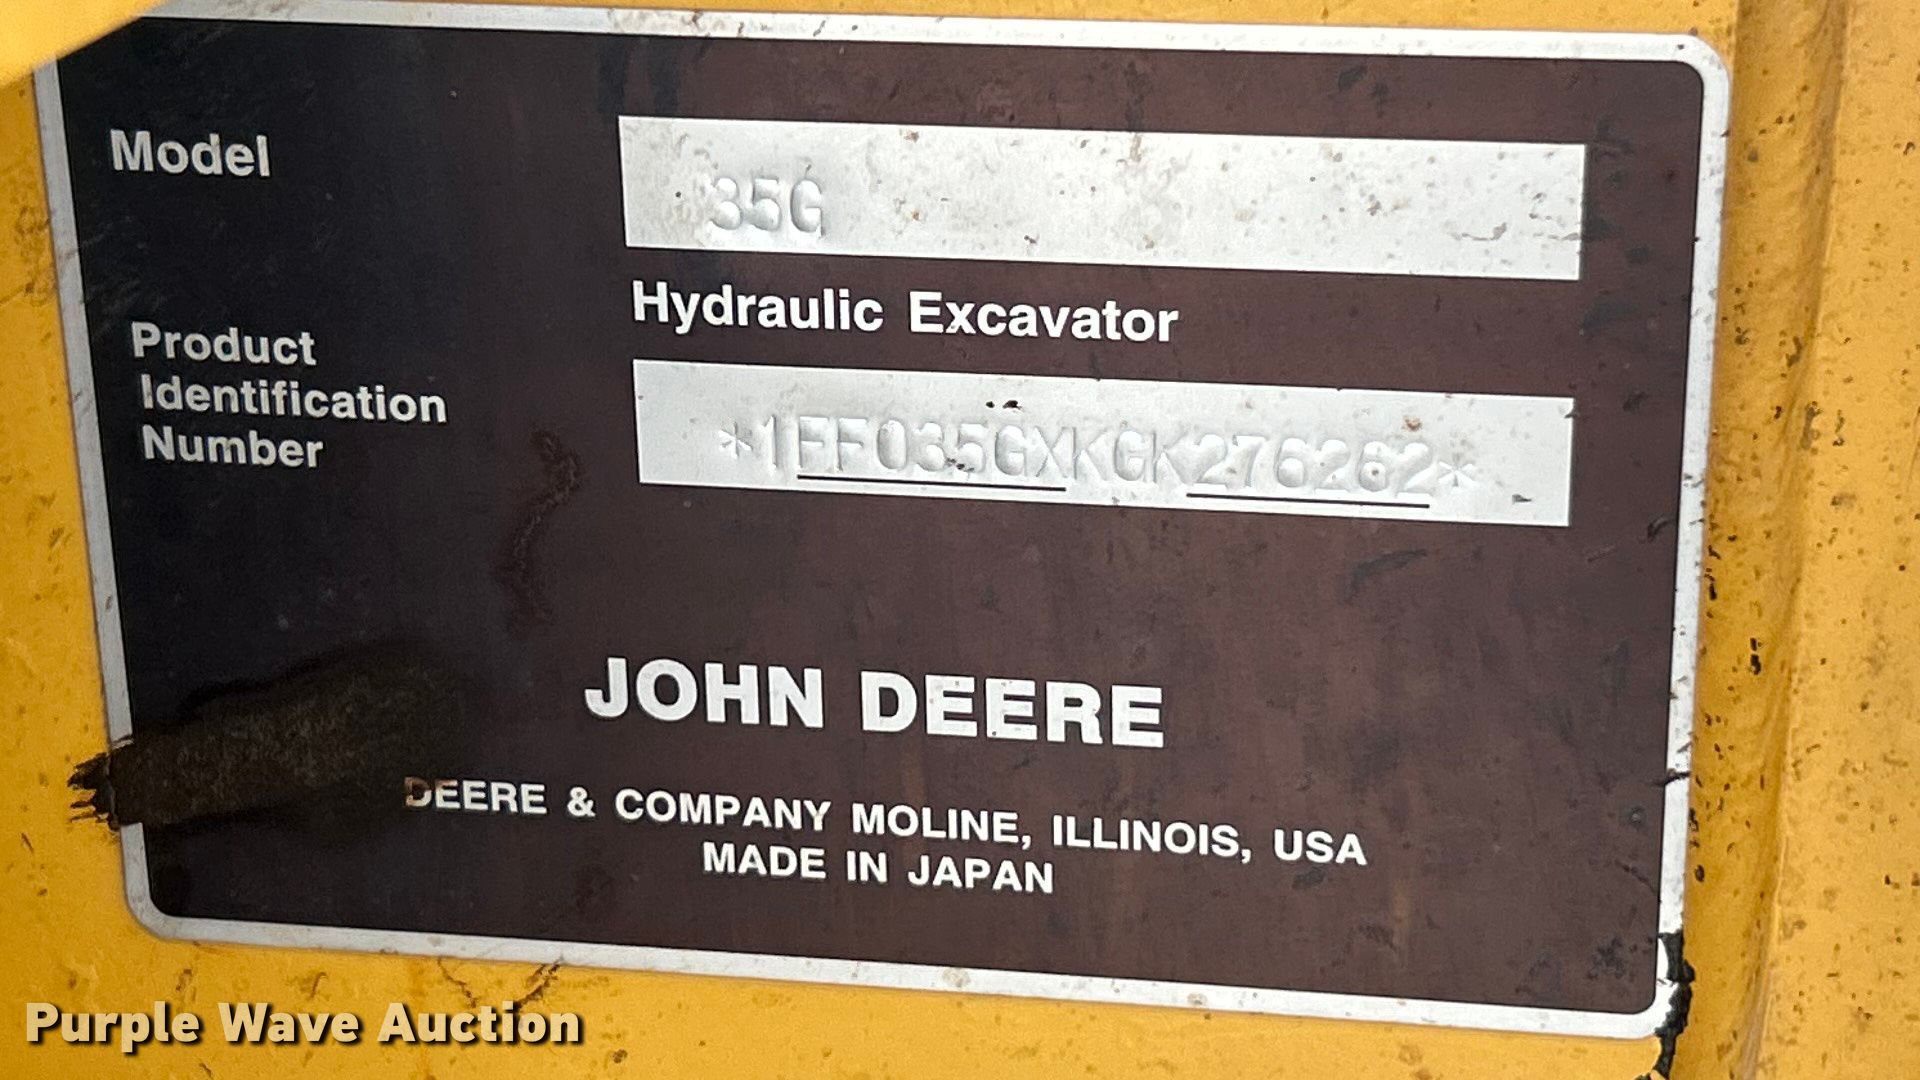 Model
35G
Hydraulic Excavator
Product
Identification
Number
*1FF035GXKGK276262*
JOHN DEERE
DEERE & COMPANY MOLINE, ILLINOIS, USA
MADE IN JAPAN
Purple Wave Auction